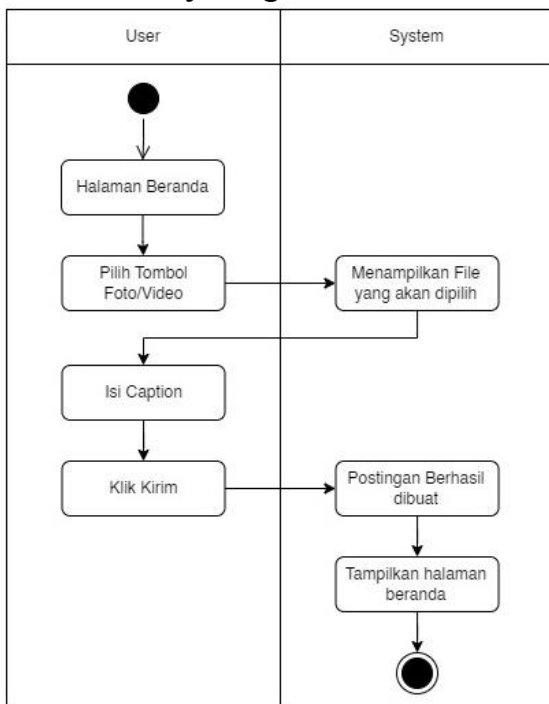 User
System
Halaman Beranda
Pilih Tombol
Foto/Video
Menampilkan File
yang akan dipilih
Isi Caption
Klik Kirim
Postingan Berhasil
dibuat
Tampilkan halaman
beranda